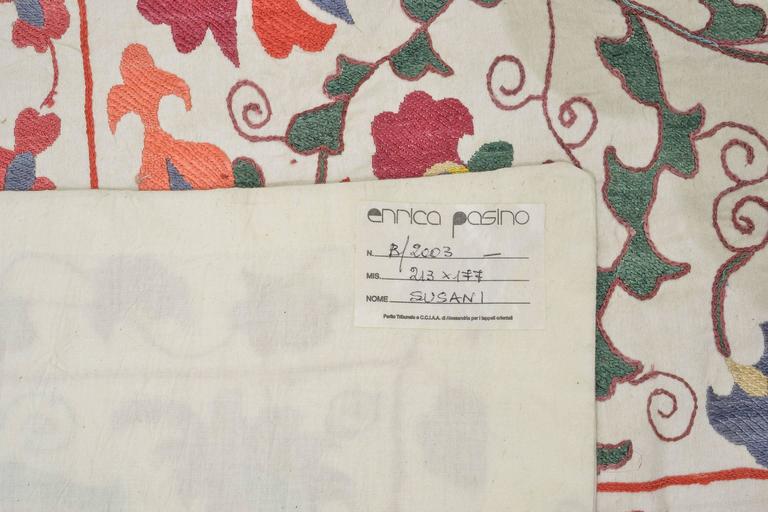 enrica pasino
N. B/2003 —
MIS. 213 x 177
NOME SUSANI
Perito Tribunale e C.C.I.A.A. di Alessandria per i tappeti orientali